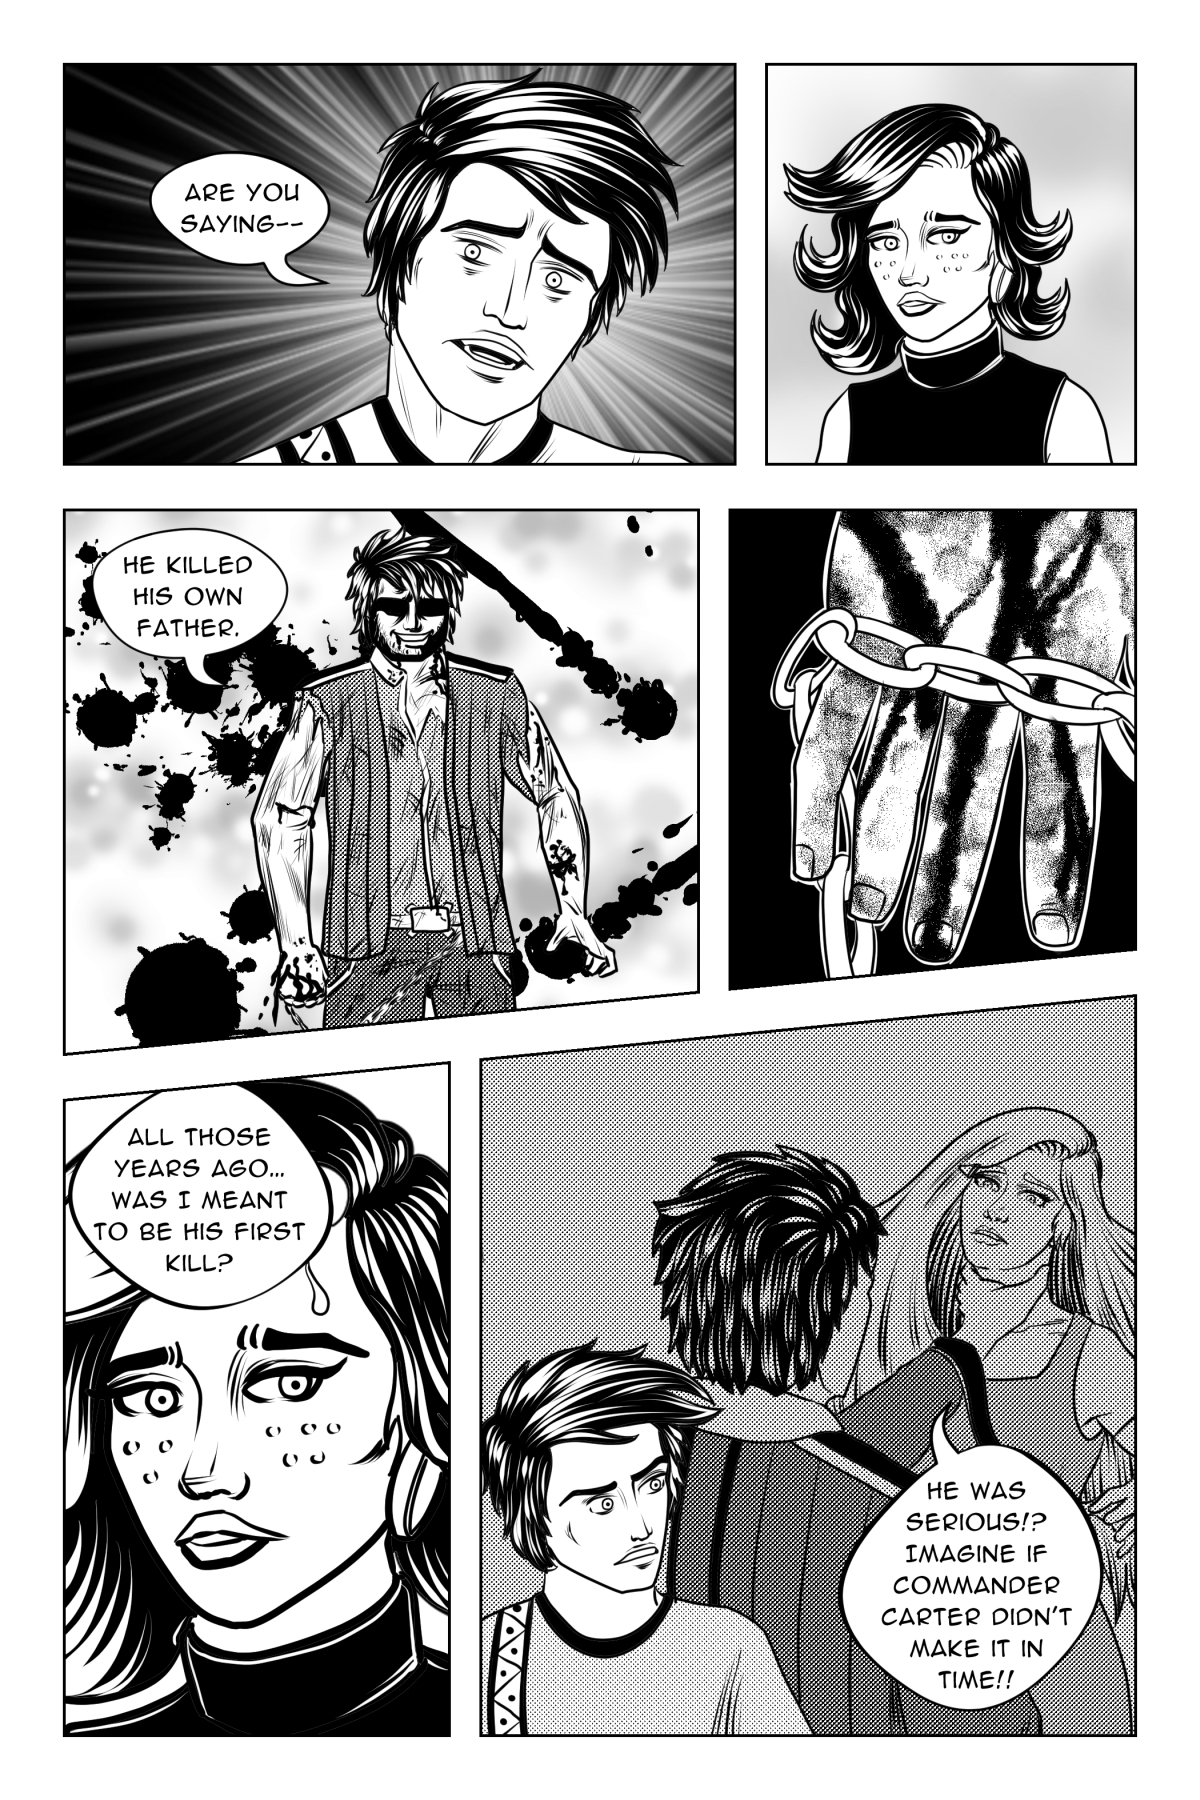 ARE YOU
SAYING--
HE KILLED
HIS OWN
FATHER.
ALL THOSE
YEARS AGO...
WAS I MEANT
TO BE HIS FIRST
KILL?
HE WAS
SERIOUS!?
IMAGINE IF
COMMANDER
CARTER DIDN'T
MAKE IT IN
TIME!!